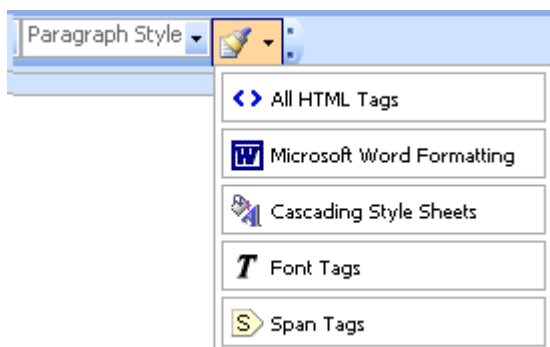 Paragraph Style
All HTML Tags
W Microsoft Word Formatting
Cascading Style Sheets
T Font Tags
S Span Tags